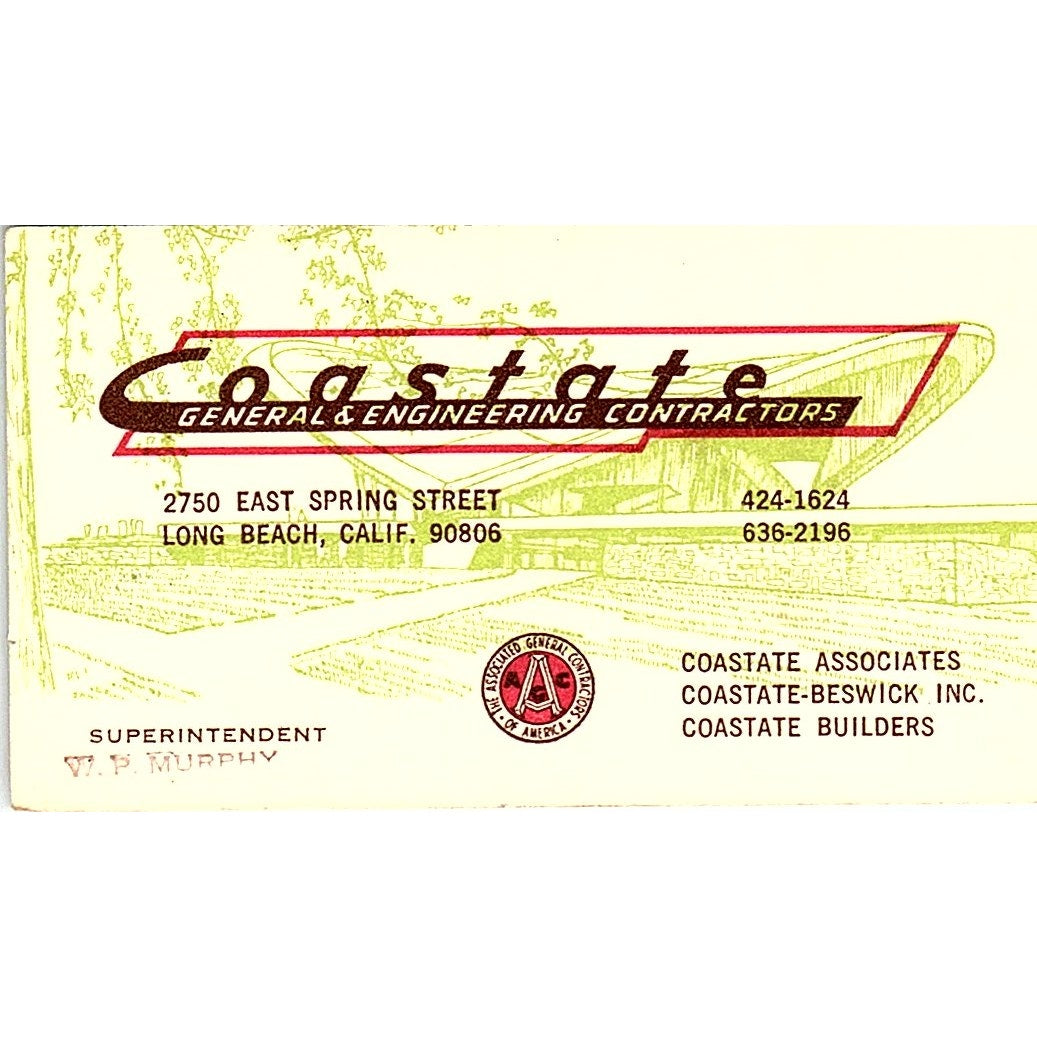 Coastate
GENERAL & ENGINEERING CONTRACTORS
2750 EAST SPRING STREET
LONG BEACH, CALIF. 90806
424-1624
636-2196
THE ASSOCIATED GENERAL CONTRACTORS OF AMERICA
AGC
COASTATE ASSOCIATES
COASTATE-BESWICK INC.
COASTATE BUILDERS
SUPERINTENDENT
W. P. MURPHY